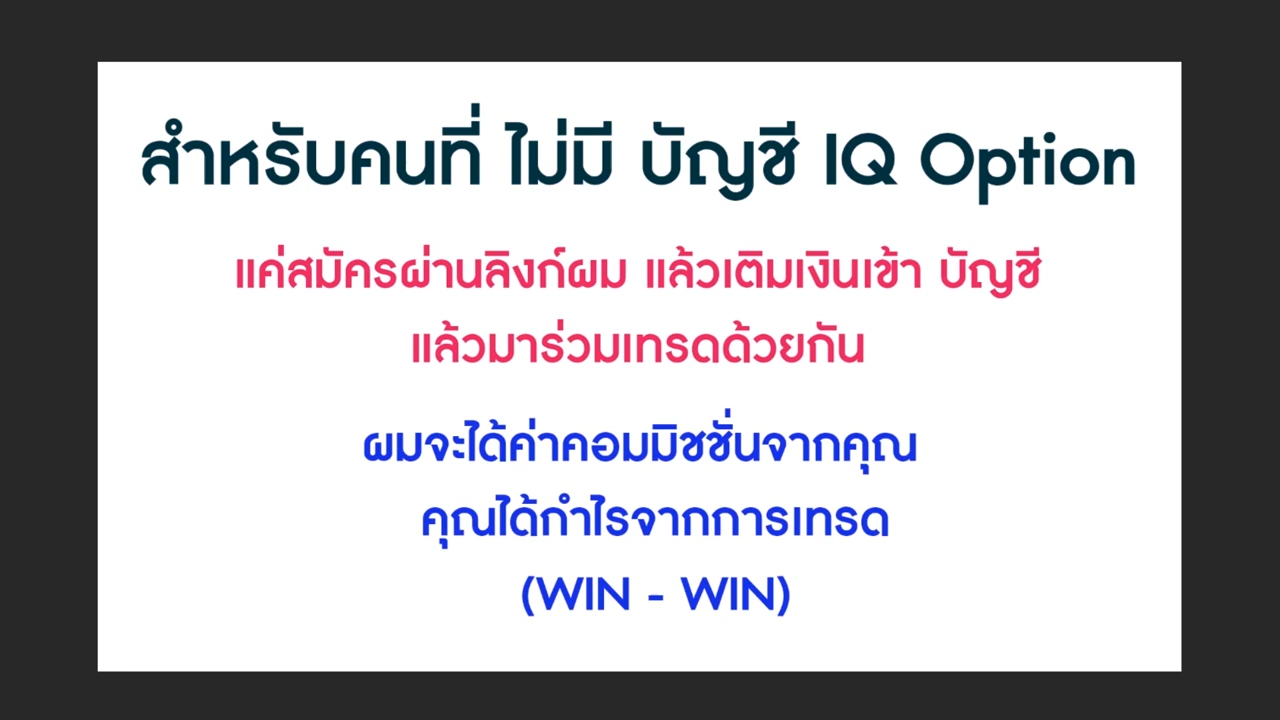 สำหรับคนที่ ไม่มี บัญชี IQ Option
แค่สมัครผ่านลิงก์ผม แล้วเติมเงินเข้า บัญชี
แล้วมาร่วมเทรดด้วยกัน
ผมจะได้ค่าคอมมิชชั่นจากคุณ
คุณได้กำไรจากการเทรด
(WIN - WIN)